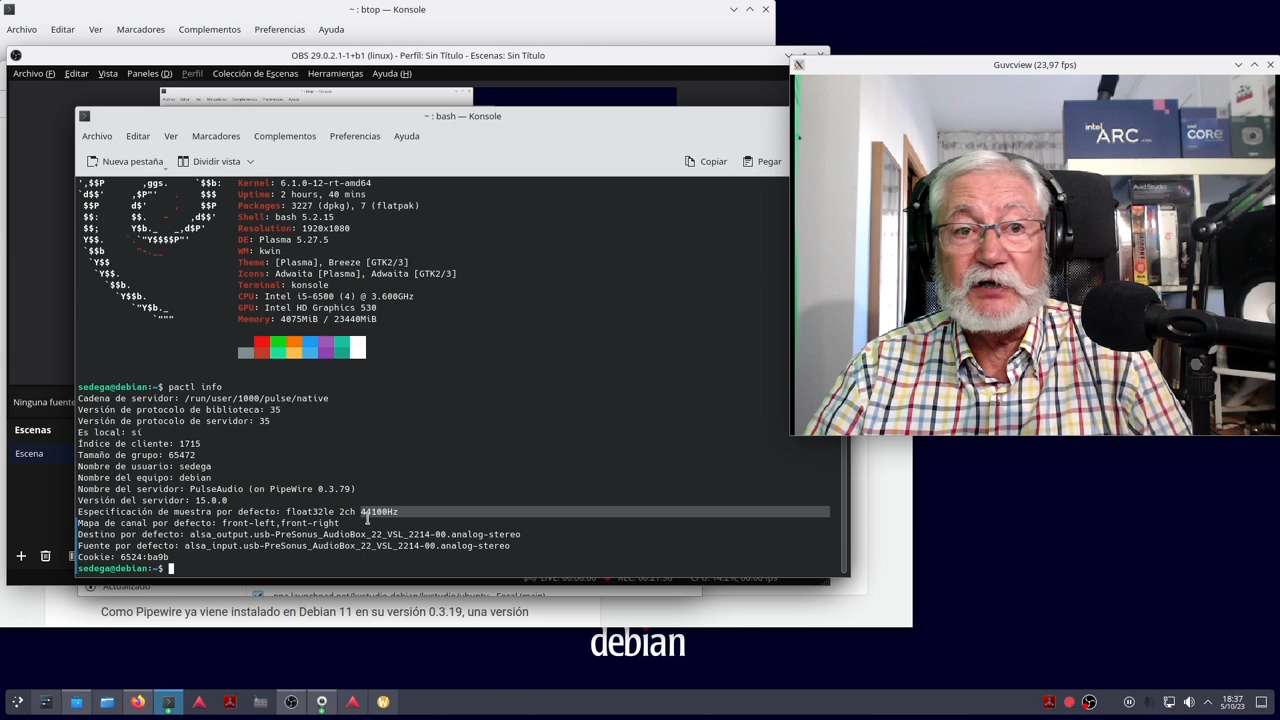 ~ : btop — Konsole
Archivo Editar Ver Marcadores Complementos Preferencias Ayuda
OBS 29.0.2.1-1+b1 (linux) - Perfil: Sin Título - Escenas: Sin Título
Archivo (F) Editar Vista Paneles (D) Perfil Colección de Escenas Herramientas Ayuda (H)
Guvcview (23,97 fps)
~ : bash — Konsole
Archivo Editar Ver Marcadores Complementos Preferencias Ayuda
Nueva pestaña Dividir vista Copiar Pegar
Kernel: 6.1.0-12-rt-amd64
Uptime: 2 hours, 40 mins
Packages: 3227 (dpkg), 7 (flatpak)
Shell: bash 5.2.15
Resolution: 1920x1080
DE: Plasma 5.27.5
WM: kwin
Theme: [Plasma], Breeze [GTK2/3]
Icons: Adwaita [Plasma], Adwaita [GTK2/3]
Terminal: konsole
CPU: Intel i5-6500 (4) @ 3.600GHz
GPU: Intel HD Graphics 530
Memory: 4075MiB / 23440MiB
sedega@debian:~$ pactl info
Cadena de servidor: /run/user/1000/pulse/native
Versión de protocolo de biblioteca: 35
Versión de protocolo de servidor: 35
Es local: sí
Índice de cliente: 1715
Tamaño de grupo: 65472
Nombre de usuario: sedega
Nombre del equipo: debian
Nombre del servidor: PulseAudio (on PipeWire 0.3.79)
Versión del servidor: 15.0.0
Especificación de muestra por defecto: float32le 2ch 44100Hz
Mapa de canal por defecto: front-left,front-right
Destino por defecto: alsa_output.usb-PreSonus_AudioBox_22_VSL_2214-00.analog-stereo
Fuente por defecto: alsa_input.usb-PreSonus_AudioBox_22_VSL_2214-00.analog-stereo
Cookie: 6524:ba9b
sedega@debian:~$
Ninguna fuente
Escenas
Escena
intel
ARC
CORE
Avid Studio
Como Pipewire ya viene instalado en Debian 11 en su versión 0.3.19, una versión
debian
18:37
5/10/23